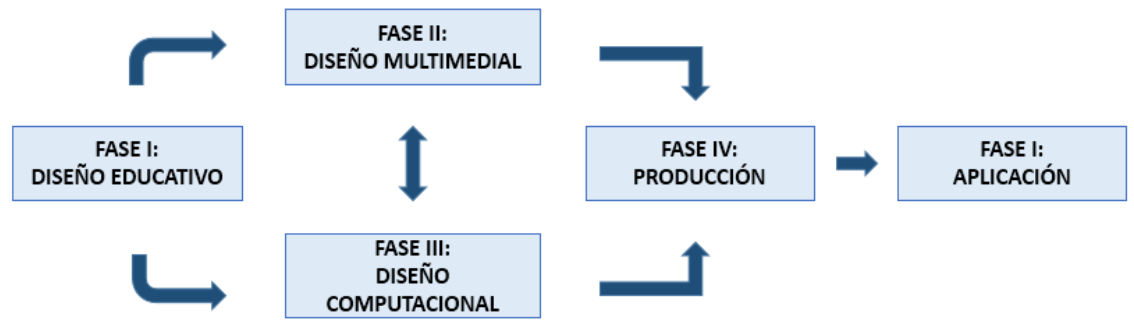 FASE II:
DISEÑO MULTIMEDIAL
FASE I:
DISEÑO EDUCATIVO
FASE IV:
PRODUCCIÓN
FASE I:
APLICACIÓN
FASE III:
DISEÑO
COMPUTACIONAL